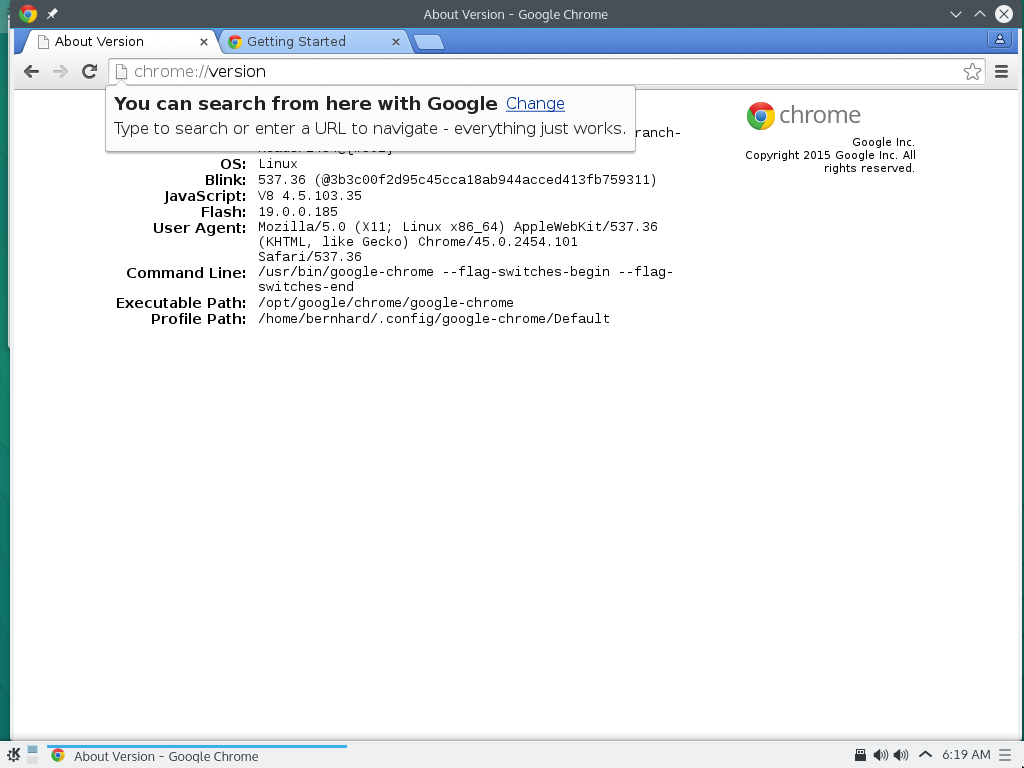 About Version – Google Chrome
About Version
Getting Started
chrome://version
You can search from here with Google Change
Type to search or enter a URL to navigate - everything just works.
ranch-
chrome
Google Inc.
Copyright 2015 Google Inc. All
rights reserved.
OS: Linux
Blink: 537.36 (@3b3c00f2d95c45cca18ab944acced413fb759311)
JavaScript: V8 4.5.103.35
Flash: 19.0.0.185
User Agent: Mozilla/5.0 (X11; Linux x86_64) AppleWebKit/537.36
(KHTML, like Gecko) Chrome/45.0.2454.101
Safari/537.36
Command Line: /usr/bin/google-chrome --flag-switches-begin --flag-
switches-end
Executable Path: /opt/google/chrome/google-chrome
Profile Path: /home/bernhard/.config/google-chrome/Default
About Version – Google Chrome
6:19 AM